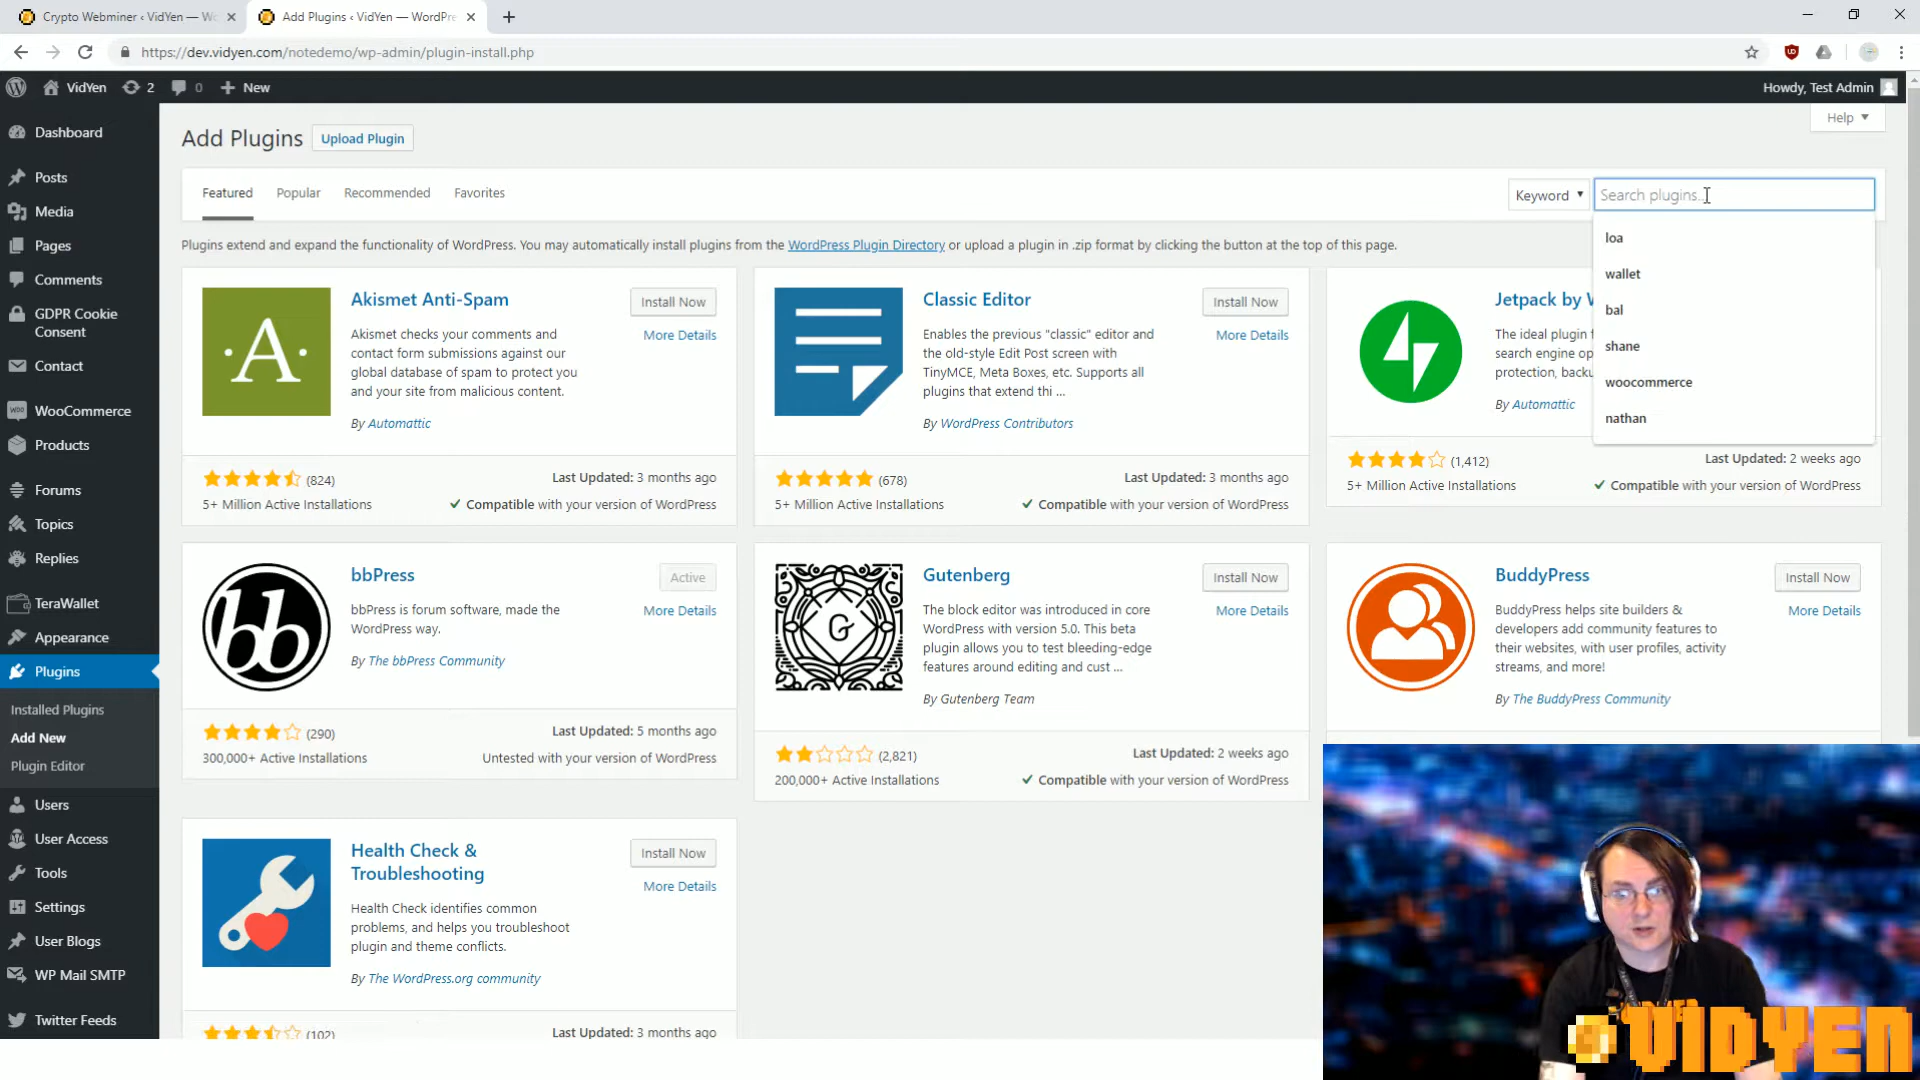 Crypto Webminer ‹ VidYen — W
Add Plugins ‹ VidYen — WordPre
https://dev.vidyen.com/notedemo/wp-admin/plugin-install.php
VidYen
2
0
New
Howdy, Test Admin
Help
Dashboard
Posts
Media
Pages
Comments
GDPR Cookie
Consent
Contact
WooCommerce
Products
Forums
Topics
Replies
TeraWallet
Appearance
Plugins
Installed Plugins
Add New
Plugin Editor
Users
User Access
Tools
Settings
User Blogs
WP Mail SMTP
Twitter Feeds
Add Plugins
Upload Plugin
Featured
Popular
Recommended
Favorites
Keyword
Search plugins...
loa
wallet
bal
shane
woocommerce
nathan
Plugins extend and expand the functionality of WordPress. You may automatically install plugins from the WordPress Plugin Directory or upload a plugin in .zip format by clicking the button at the top of this page.
A
Akismet Anti-Spam
Install Now
More Details
Akismet checks your comments and
contact form submissions against our
global database of spam to protect you
and your site from malicious content.
By Automattic
(824)
5+ Million Active Installations
Last Updated: 3 months ago
Compatible with your version of WordPress
Classic Editor
Install Now
More Details
Enables the previous "classic" editor and
the old-style Edit Post screen with
TinyMCE, Meta Boxes, etc. Supports all
plugins that extend thi ...
By WordPress Contributors
(678)
5+ Million Active Installations
Last Updated: 3 months ago
Compatible with your version of WordPress
Jetpack by W
The ideal plugin f
search engine op
protection, backu
By Automattic
(1,412)
5+ Million Active Installations
Last Updated: 2 weeks ago
Compatible with your version of WordPress
bb
bbPress
Active
More Details
bbPress is forum software, made the
WordPress way.
By The bbPress Community
(290)
300,000+ Active Installations
Last Updated: 5 months ago
Untested with your version of WordPress
G
Gutenberg
Install Now
More Details
The block editor was introduced in core
WordPress with version 5.0. This beta
plugin allows you to test bleeding-edge
features around editing and cust ...
By Gutenberg Team
(2,821)
200,000+ Active Installations
Last Updated: 2 weeks ago
Compatible with your version of WordPress
BuddyPress
Install Now
More Details
BuddyPress helps site builders &
developers add community features to
their websites, with user profiles, activity
streams, and more!
By The BuddyPress Community
Health Check &
Troubleshooting
Install Now
More Details
Health Check identifies common
problems, and helps you troubleshoot
plugin and theme conflicts.
By The WordPress.org community
(102)
Last Updated: 3 months ago
VIDYEN